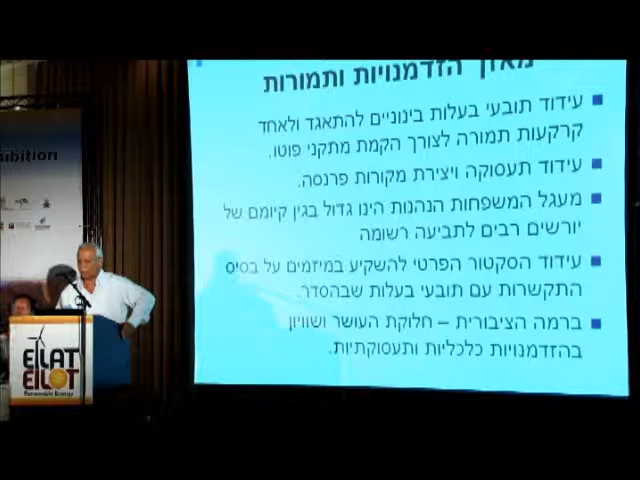 מאזן הזדמנויות ותמורות
עידוד תובעי בעלות בינוניים להתאגד ולאחד
קרקעות תמורה לצורך הקמת מתקני פוטו.
עידוד תעסוקה ויצירת מקורות פרנסה.
מעגל המשפחות הנהנות הינו גדול בגין קיומם של
יורשים רבים לתביעה רשומה
עידוד הסקטור הפרטי להשקיע במיזמים על בסיס
התקשרות עם תובעי בעלות שבהסדר.
ברמה הציבורית – חלוקת העושר ושוויון
בהזדמנויות כלכליות ותעסוקתיות.
EILAT
EILOT
Renewable Energy